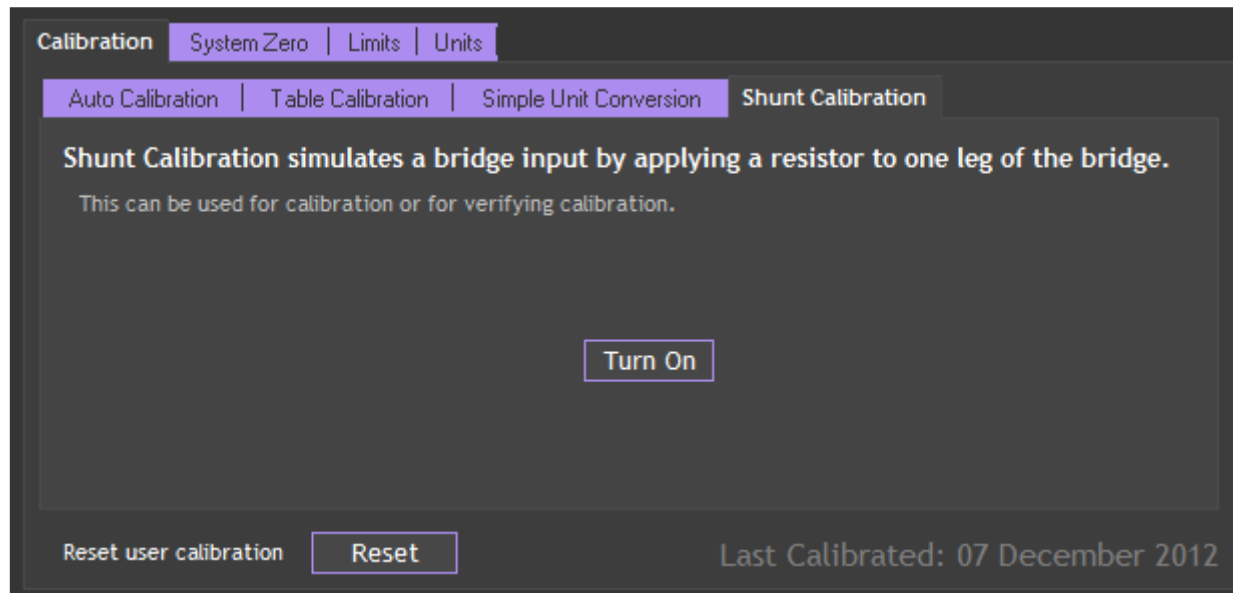 Calibration System Zero | Limits | Units
Auto Calibration | Table Calibration | Simple Unit Conversion Shunt Calibration
Shunt Calibration simulates a bridge input by applying a resistor to one leg of the bridge.
This can be used for calibration or for verifying calibration.
Turn On
Reset user calibration Reset Last Calibrated: 07 December 2012